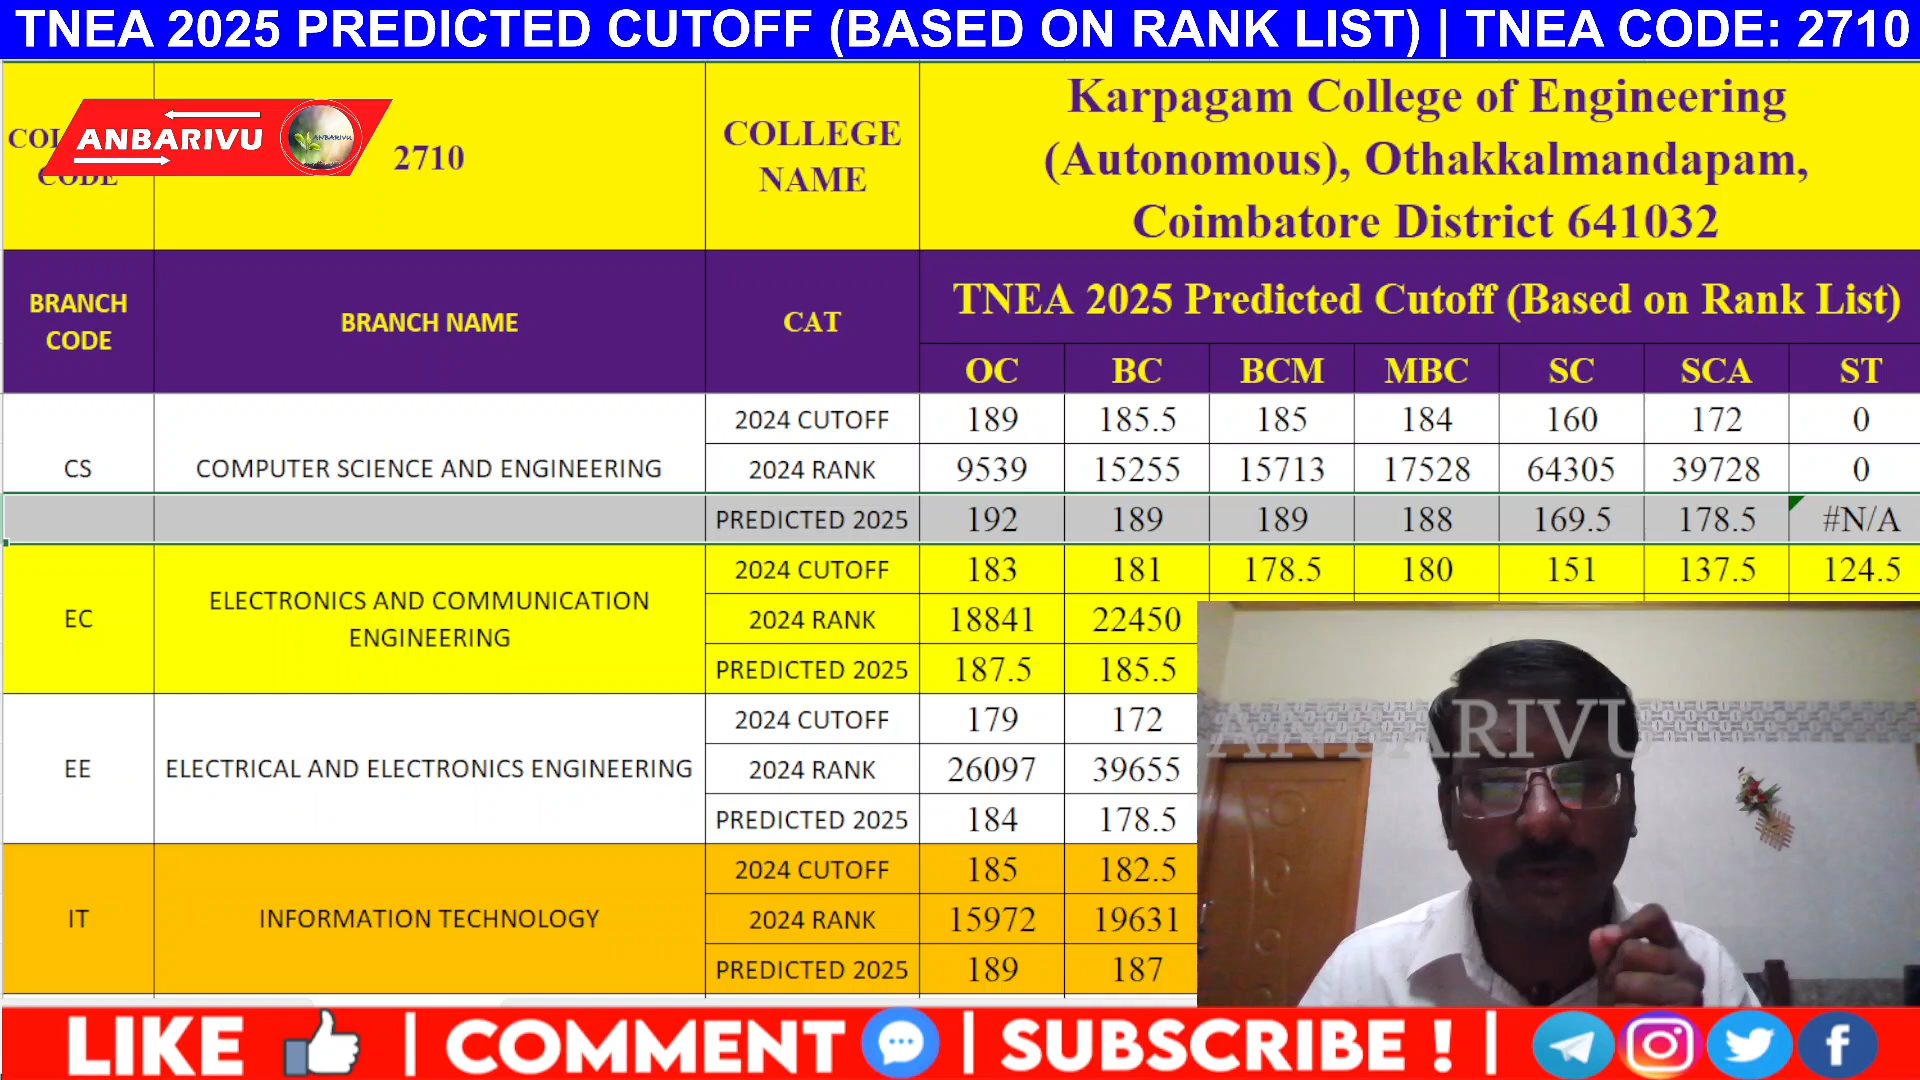 TNEA 2025 PREDICTED CUTOFF (BASED ON RANK LIST) | TNEA CODE: 2710
CODE
ANBARIVU
ANBARIVU
2710
COLLEGE
NAME
Karpagam College of Engineering
(Autonomous), Othakkalmandapam,
Coimbatore District 641032
BRANCH
CODE
BRANCH NAME
CAT
TNEA 2025 Predicted Cutoff (Based on Rank List)
OC BC BCM MBC SC SCA ST
2024 CUTOFF 189 185.5 185 184 160 172 0
CS COMPUTER SCIENCE AND ENGINEERING 2024 RANK 9539 15255 15713 17528 64305 39728 0
PREDICTED 2025 192 189 189 188 169.5 178.5 #N/A
2024 CUTOFF 183 181 178.5 180 151 137.5 124.5
EC ELECTRONICS AND COMMUNICATION
ENGINEERING
2024 RANK 18841 22450
PREDICTED 2025 187.5 185.5
2024 CUTOFF 179 172
EE ELECTRICAL AND ELECTRONICS ENGINEERING 2024 RANK 26097 39655
PREDICTED 2025 184 178.5
2024 CUTOFF 185 182.5
IT INFORMATION TECHNOLOGY 2024 RANK 15972 19631
PREDICTED 2025 189 187
ANBARIVU
LIKE | COMMENT | SUBSCRIBE ! |